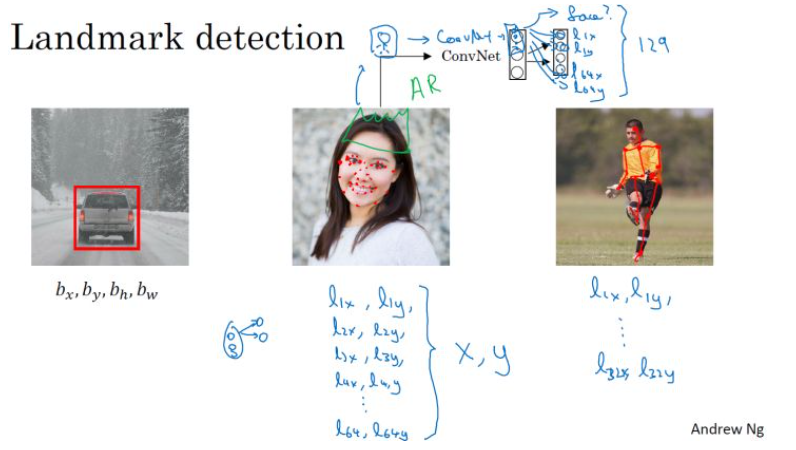 Landmark detection
ConvNet
face?
l1x
l1y
l64x
l64y
129
ConvNet
AR
bx, by, bh, bw
l1x, l1y,
l2x, l2y,
l3x, l3y,
l4x, l4y
⋮
l64, l64y
x, y
l1x, l1y,
⋮
l32x, l32y
Andrew Ng